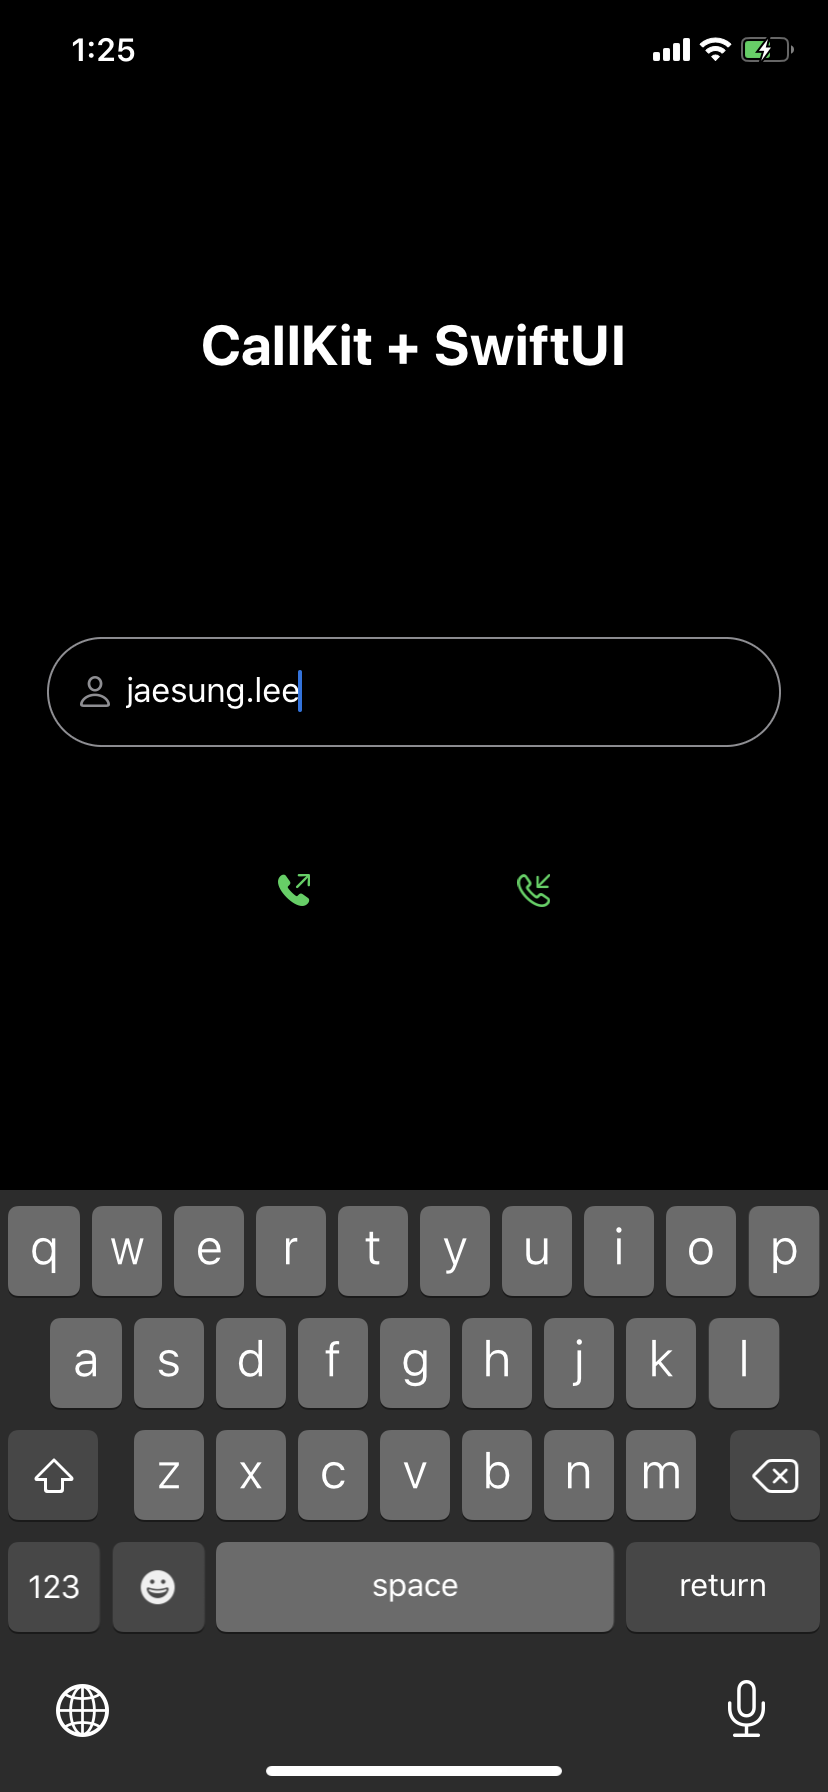 1:25
CallKit + SwiftUI
jaesung.lee
q w e r t y u i o p
a s d f g h j k l
z x c v b n m
123 space return